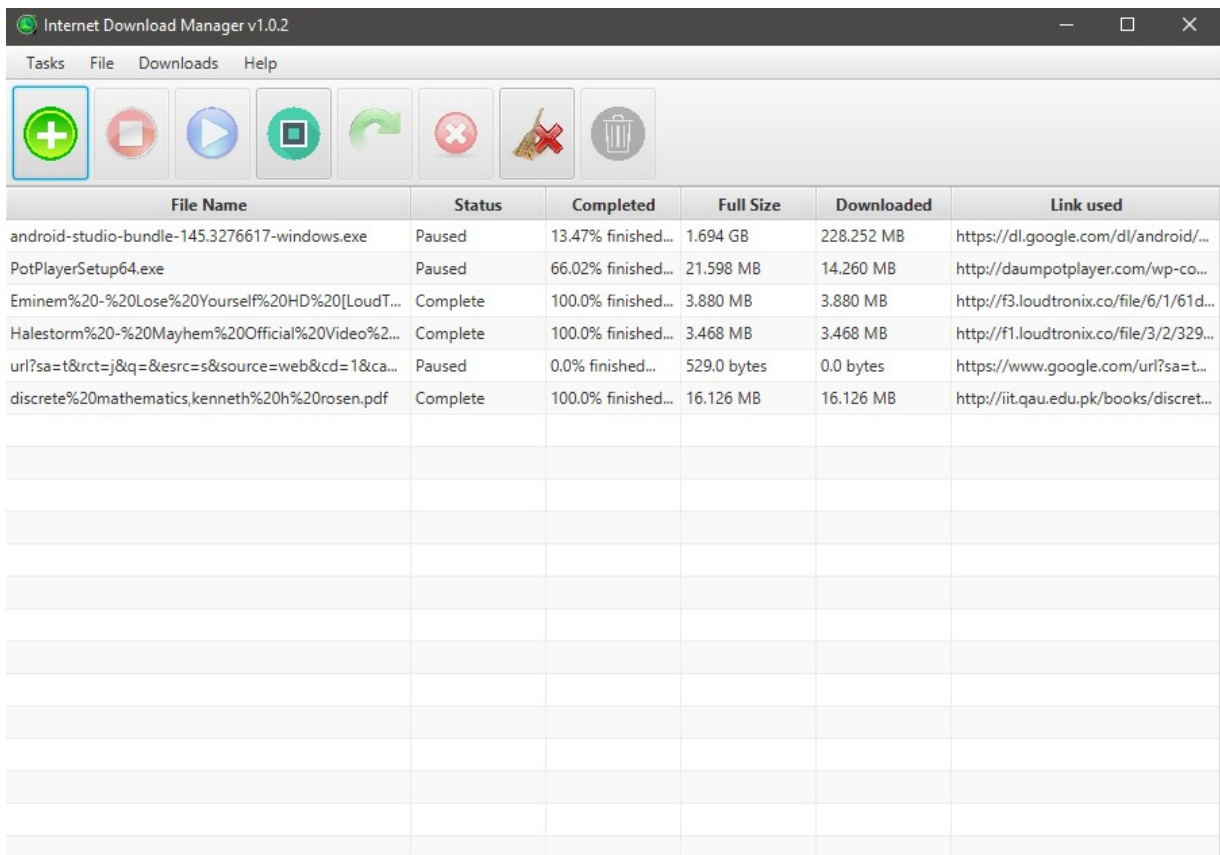 Internet Download Manager v1.0.2
Tasks File Downloads Help
File Name Status Completed Full Size Downloaded Link used
android-studio-bundle-145.3276617-windows.exe Paused 13.47% finished... 1.694 GB 228.252 MB https://dl.google.com/dl/android/...
PotPlayerSetup64.exe Paused 66.02% finished... 21.598 MB 14.260 MB http://daumpotplayer.com/wp-co...
Eminem%20-%20Lose%20Yourself%20HD%20[LoudT... Complete 100.0% finished... 3.880 MB 3.880 MB http://f3.loudtronix.co/file/6/1/61d...
Halestorm%20-%20Mayhem%20Official%20Video%2... Complete 100.0% finished... 3.468 MB 3.468 MB http://f1.loudtronix.co/file/3/2/329...
url?sa=t&rct=j&q=&esrc=s&source=web&cd=1&ca... Paused 0.0% finished... 529.0 bytes 0.0 bytes https://www.google.com/url?sa=t...
discrete%20mathematics,kenneth%20h%20rosen.pdf Complete 100.0% finished... 16.126 MB 16.126 MB http://iit.qau.edu.pk/books/discret...